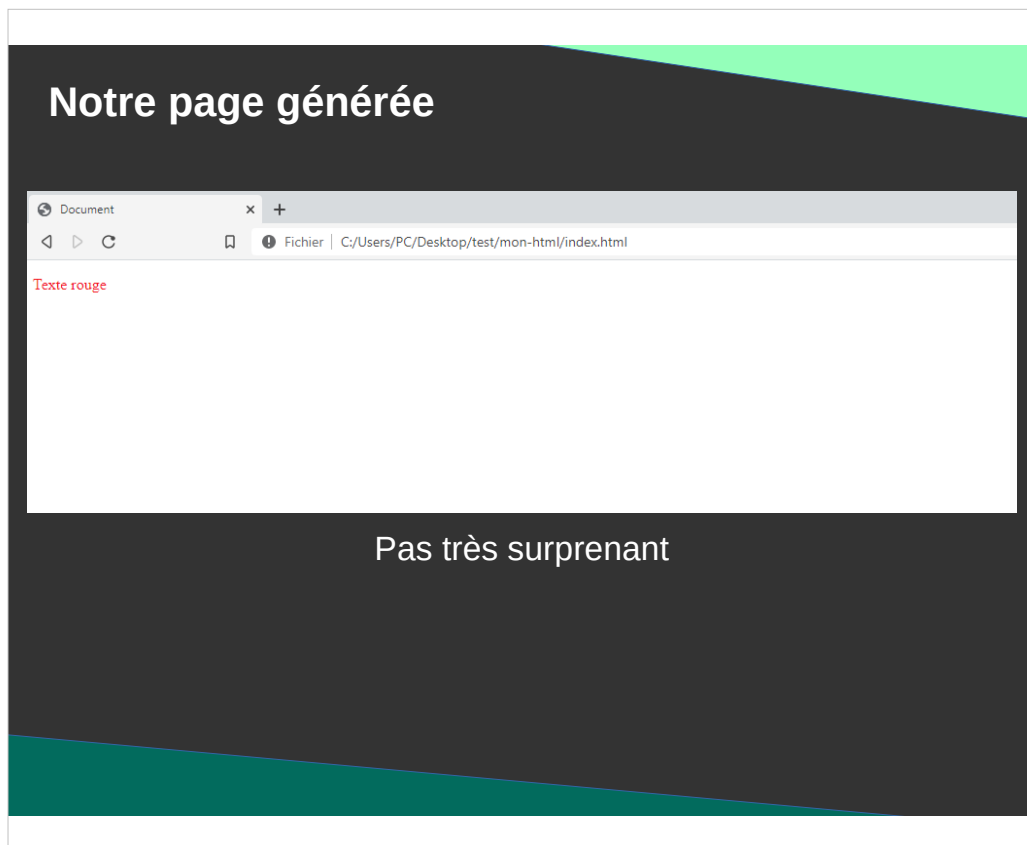 Notre page générée
Document
Fichier C:/Users/PC/Desktop/test/mon-html/index.html
Texte rouge
Pas très surprenant